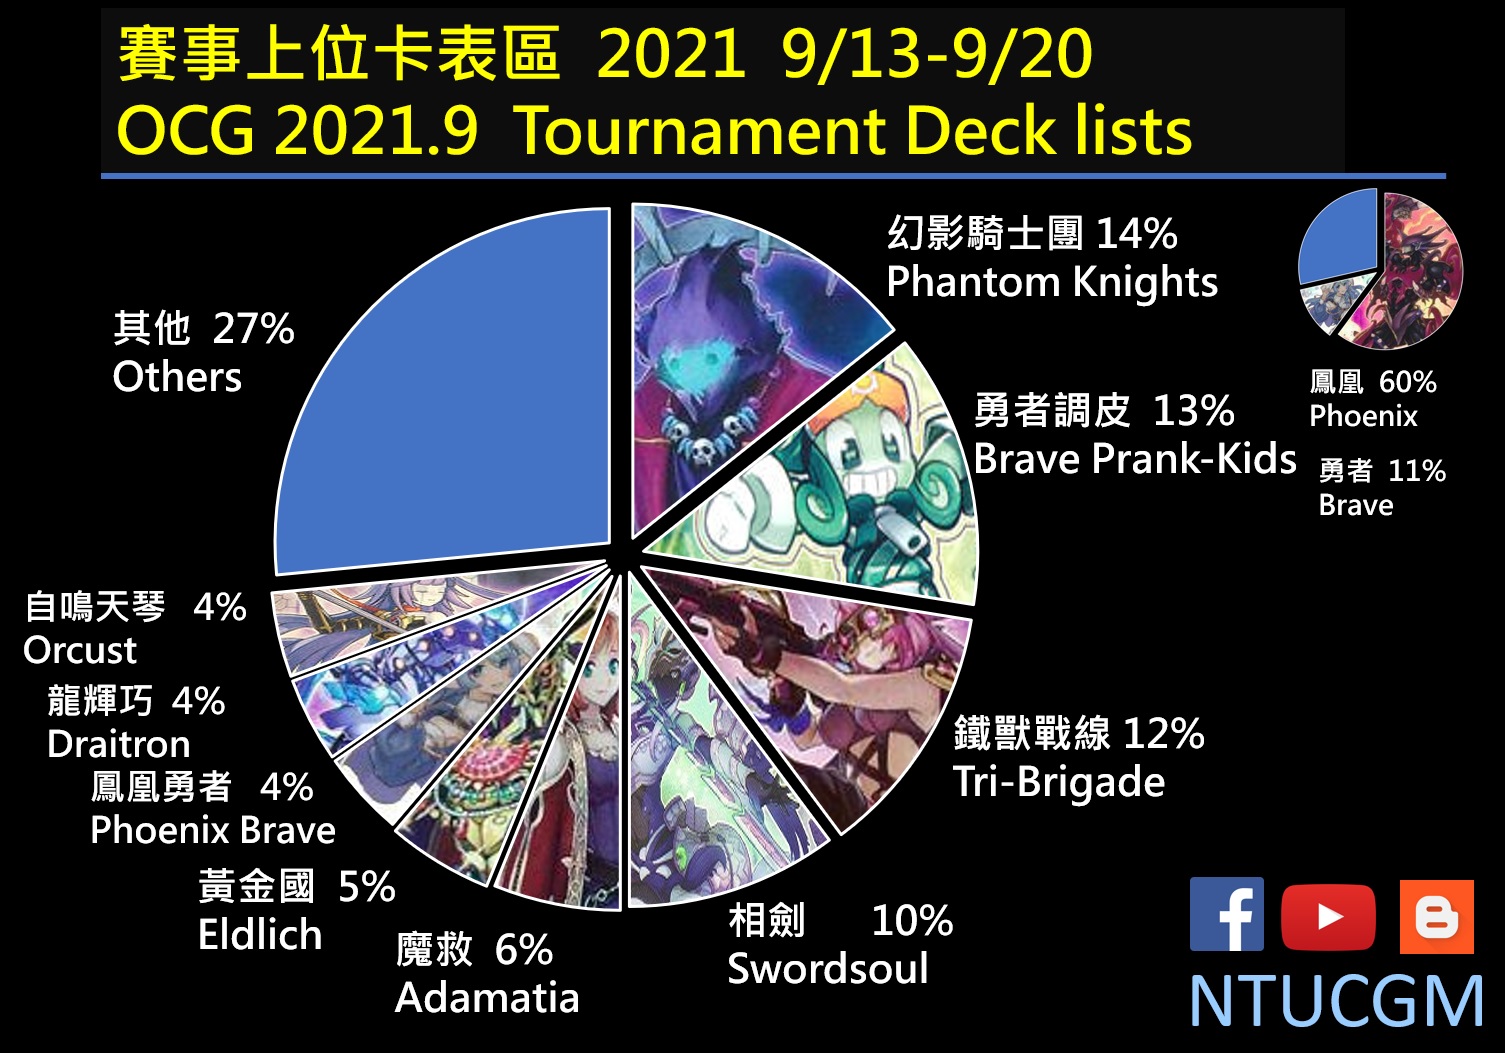 賽事上位卡表區 2021 9/13-9/20
OCG 2021.9 Tournament Deck lists
幻影騎士團 14%
Phantom Knights
勇者調皮 13%
Brave Prank-Kids
鳳凰 60%
Phoenix
勇者 11%
Brave
鐵獸戰線 12%
Tri-Brigade
相劍 10%
Swordsoul
魔救 6%
Adamatia
黃金國 5%
Eldlich
鳳凰勇者 4%
Phoenix Brave
龍輝巧 4%
Draitron
自鳴天琴 4%
Orcust
其他 27%
Others
NTUCGM